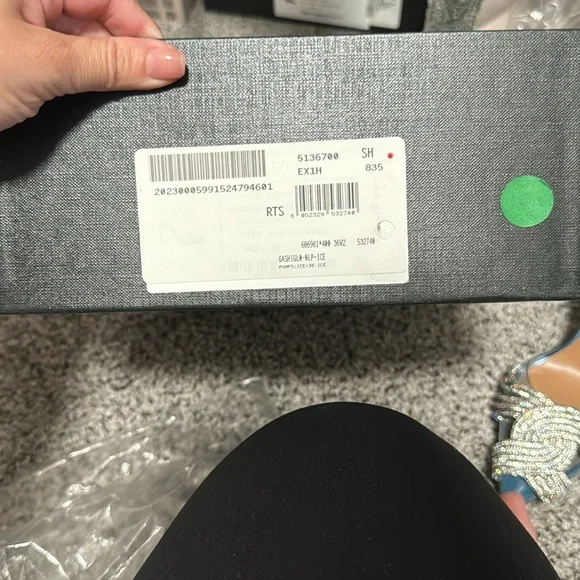 5136700 SH
EX1H 835
20230005991524794601
RTS
8 052329 532740
606961*400 36W2 532740
GASHIGL0-NLP-ICE
PUMPS:ICE:36 ICE